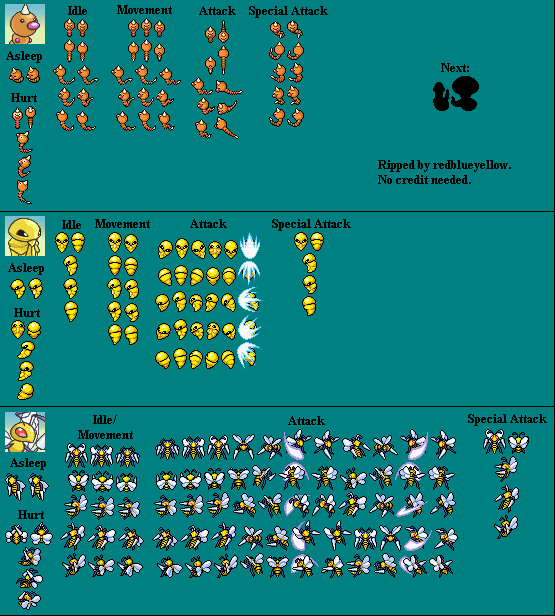 Idle
Movement
Attack
Special Attack
Asleep
Hurt
Next:
Ripped by redblueyellow.
No credit needed.
Idle
Movement
Attack
Special Attack
Asleep
Hurt
Idle/
Movement
Attack
Special Attack
Asleep
Hurt